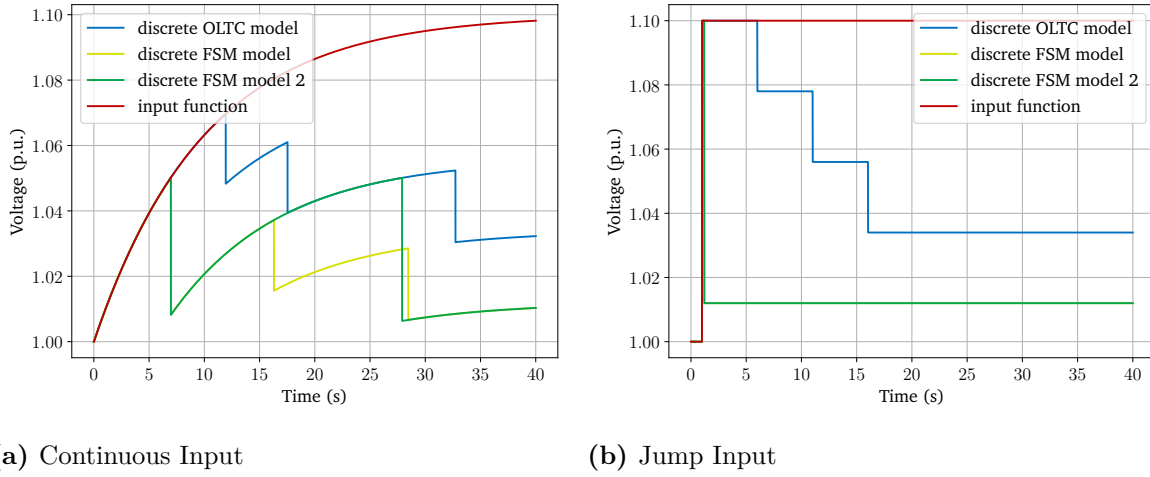 1.10
1.08
1.06
1.04
1.02
1.00
Voltage (p.u.)
discrete OLTC model
discrete FSM model
discrete FSM model 2
input function
0 5 10 15 20 25 30 35 40
Time (s)
a) Continuous Input
1.10
1.08
1.06
1.04
1.02
1.00
Voltage (p.u.)
discrete OLTC model
discrete FSM model
discrete FSM model 2
input function
0 5 10 15 20 25 30 35 40
Time (s)
(b) Jump Input